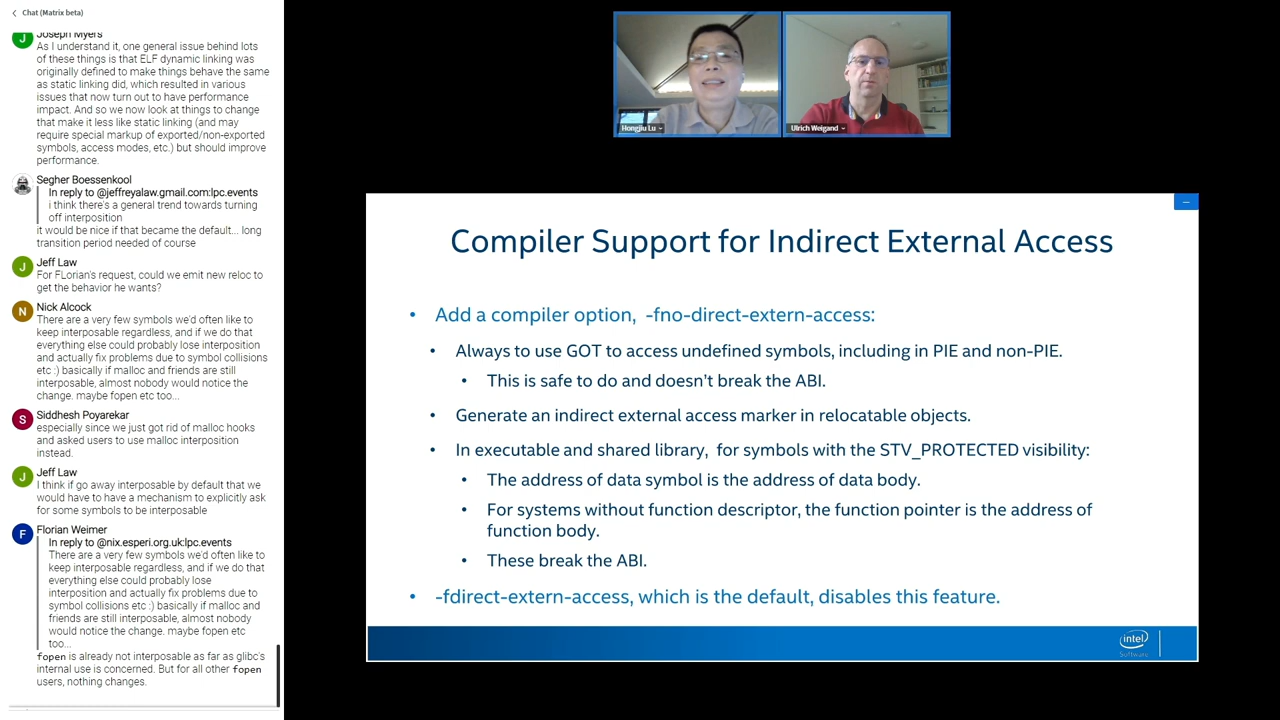 Chat (Matrix beta)
Joseph Myers
As I understand it, one general issue behind lots
of these things is that ELF dynamic linking was
originally defined to make things behave the same
as static linking did, which resulted in various
issues that now turn out to have performance
impact. And so we now look at things to change
that make it less like static linking (and may
require special markup of exported/non-exported
symbols, access modes, etc.) but should improve
performance.
Segher Boessenkool
In reply to @jeffreyalaw.gmail.com:lpc.events
i think there's a general trend towards turning
off interposition
it would be nice if that became the default... long
transition period needed of course
J
Jeff Law
For FLorian's request, could we emit new reloc to
get the behavior he wants?
N
Nick Alcock
There are a very few symbols we'd often like to
keep interposable regardless, and if we do that
everything else could probably lose interposition
and actually fix problems due to symbol collisions
etc :) basically if malloc and friends are still
interposable, almost nobody would notice the
change. maybe fopen etc too...
S
Siddhesh Poyarekar
especially since we just got rid of malloc hooks
and asked users to use malloc interposition
instead.
J
Jeff Law
I think if go away interposable by default that we
would have to have a mechanism to explicitly ask
for some symbols to be interposable
F
Florian Weimer
In reply to @nix.esperi.org.uk:lpc.events
There are a very few symbols we'd often like to
keep interposable regardless, and if we do that
everything else could probably lose
interposition and actually fix problems due to
symbol collisions etc :) basically if malloc and
friends are still interposable, almost nobody
would notice the change. maybe fopen etc
too...
fopen is already not interposable as far as glibc's
internal use is concerned. But for all other fopen
users, nothing changes.
Hongjiu Lu
Ulrich Weigand
Compiler Support for Indirect External Access
• Add a compiler option, -fno-direct-extern-access:
• Always to use GOT to access undefined symbols, including in PIE and non-PIE.
• This is safe to do and doesn't break the ABI.
• Generate an indirect external access marker in relocatable objects.
• In executable and shared library, for symbols with the STV_PROTECTED visibility:
• The address of data symbol is the address of data body.
• For systems without function descriptor, the function pointer is the address of
function body.
• These break the ABI.
• -fdirect-extern-access, which is the default, disables this feature.
intel
Software